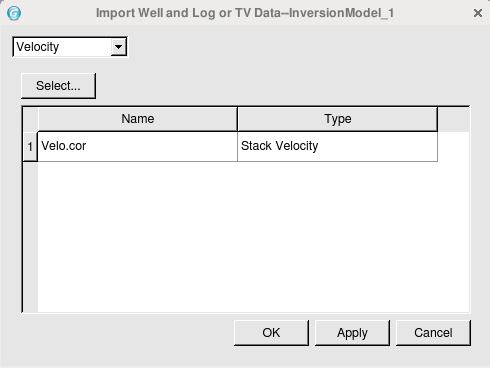 Import Well and Log or TV Data--InversionModel_1
Velocity
Select...
Name Type
1 Velo.cor Stack Velocity
OK Apply Cancel